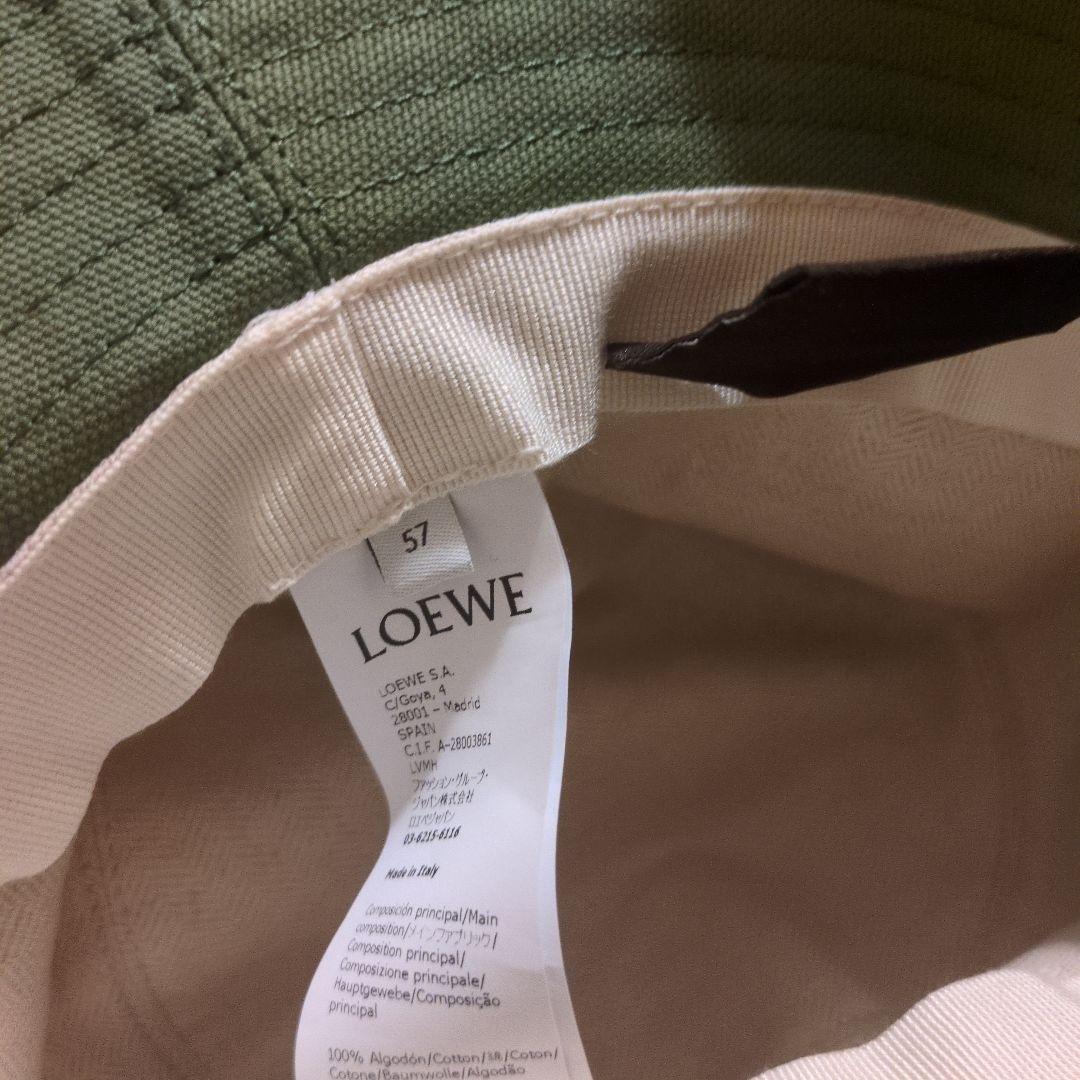 57
LOEWE
LOEWE S.A.
C/Goya, 4
28001 – Madrid
SPAIN
C.I.F. A-28003861
LVMH
ファッション・グループ・
ジャパン株式会社
ロエベジャパン
03-6215-6116
Made in Italy
Composición principal/Main
composition/メインファブリック/
Composition principal/
Composizione principale/
Hauptgewebe/Composição
principal
100% Algodón/Cotton/綿/Coton/
Cotone/Baumwolle/Algodão